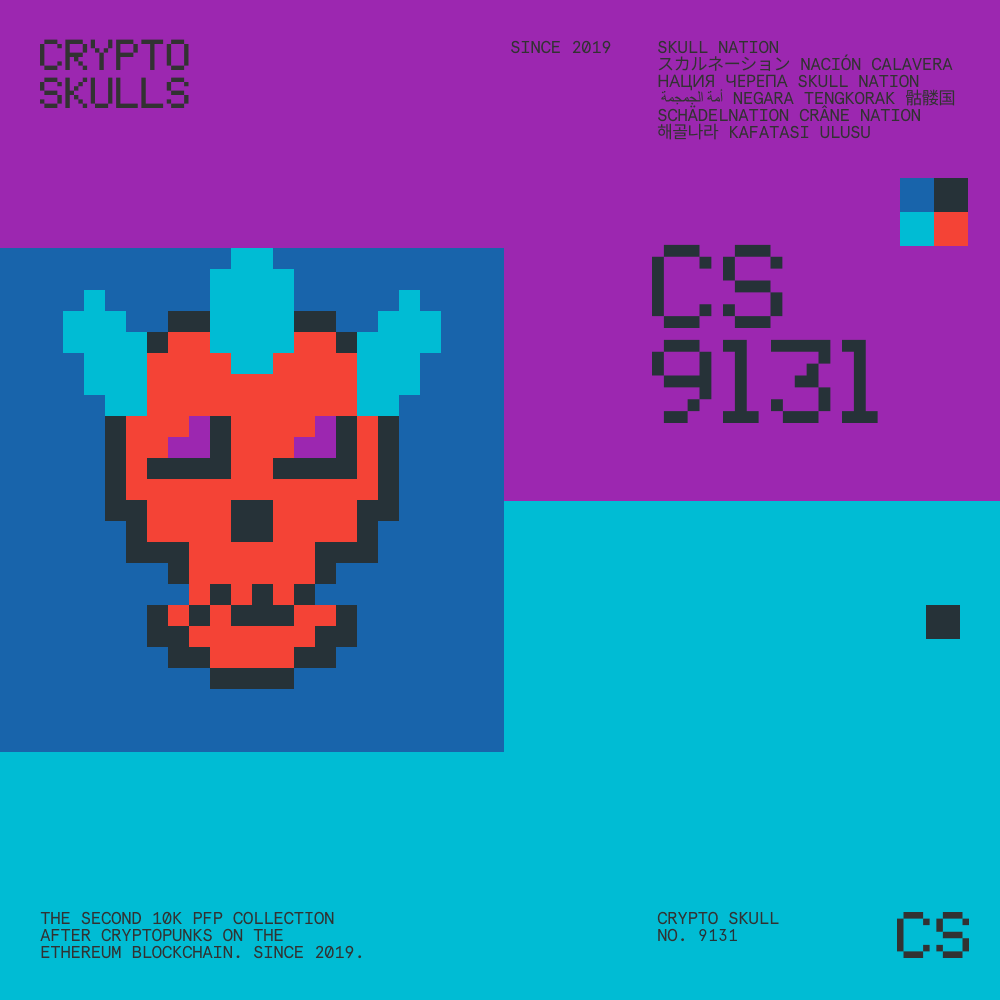 CRYPTO
SKULLS
SINCE 2019
SKULL NATION
スカルネーション NACIÓN CALAVERA
НАЦИЯ ЧЕРЕПА SKULL NATION
أمة الجمجمة NEGARA TENGKORAK 骷髅国
SCHÄDELNATION CRÂNE NATION
해골나라 KAFATASI ULUSU
CS
9131
THE SECOND 10K PFP COLLECTION
AFTER CRYPTOPUNKS ON THE
ETHEREUM BLOCKCHAIN. SINCE 2019.
CRYPTO SKULL
NO. 9131
CS